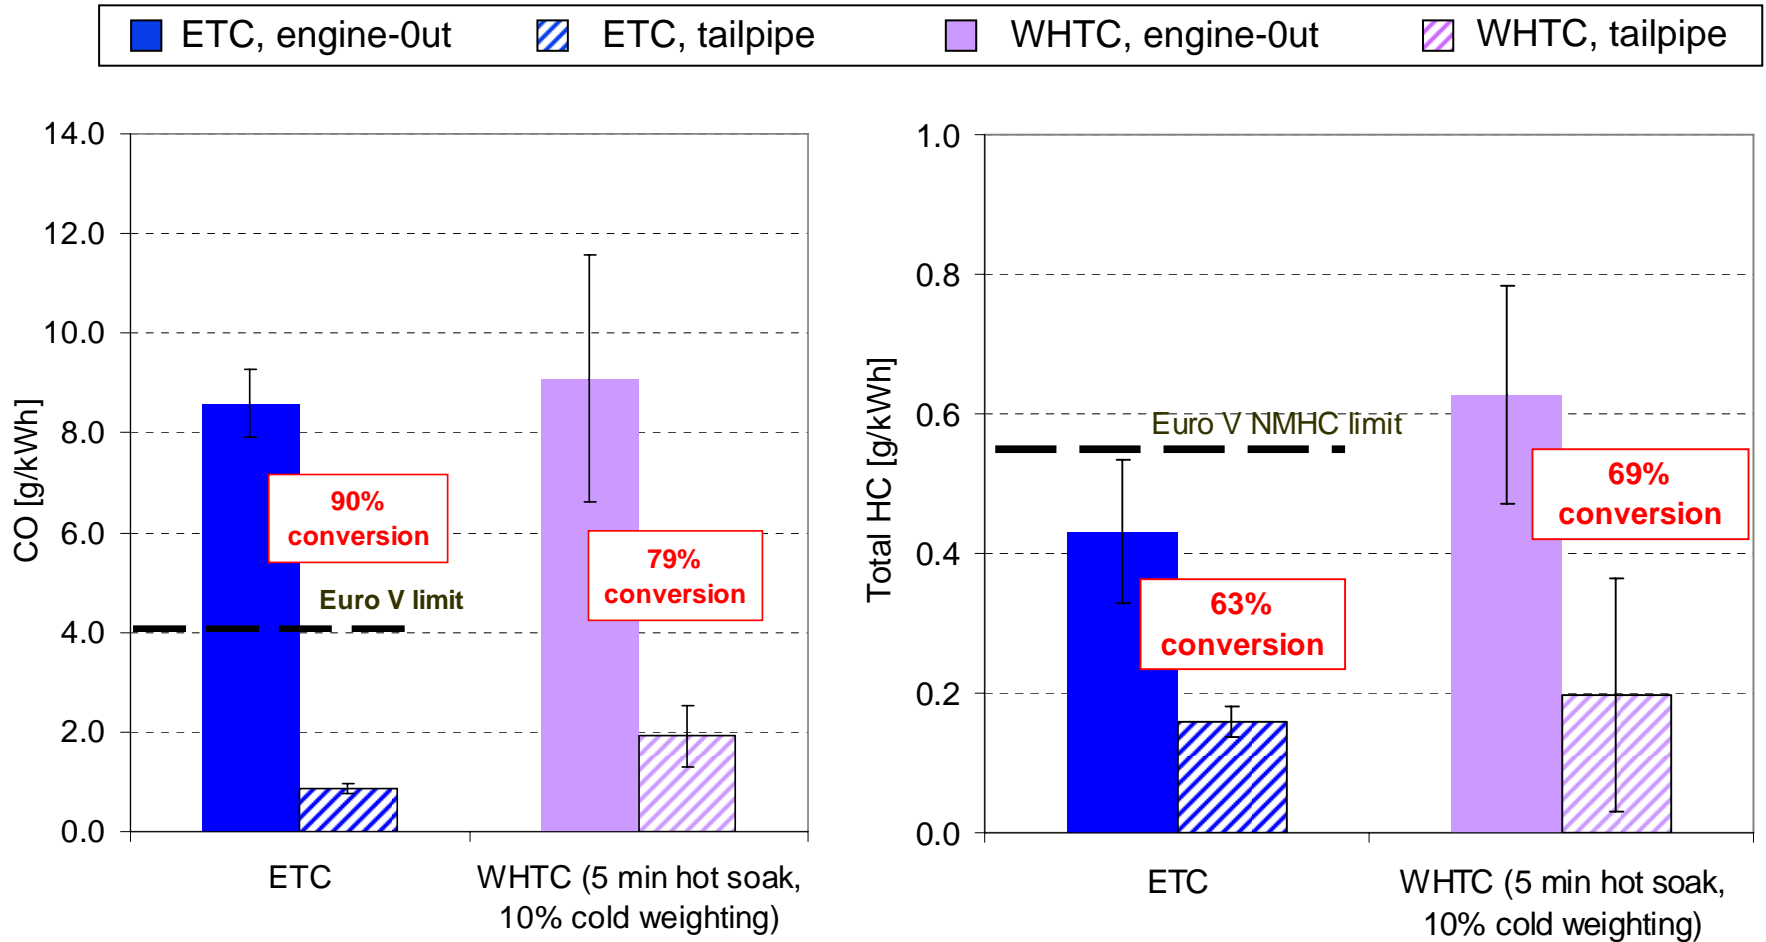 ETC, engine-0ut
ETC, tailpipe
WHTC, engine-0ut
WHTC, tailpipe
CO [g/kWh]
14.0
12.0
10.0
8.0
6.0
4.0
2.0
0.0
90%
conversion
79%
conversion
Euro V limit
ETC
WHTC (5 min hot soak,
10% cold weighting)
Total HC [g/kWh]
1.0
0.8
0.6
0.4
0.2
0.0
Euro V NMHC limit
69%
conversion
63%
conversion
ETC
WHTC (5 min hot soak,
10% cold weighting)